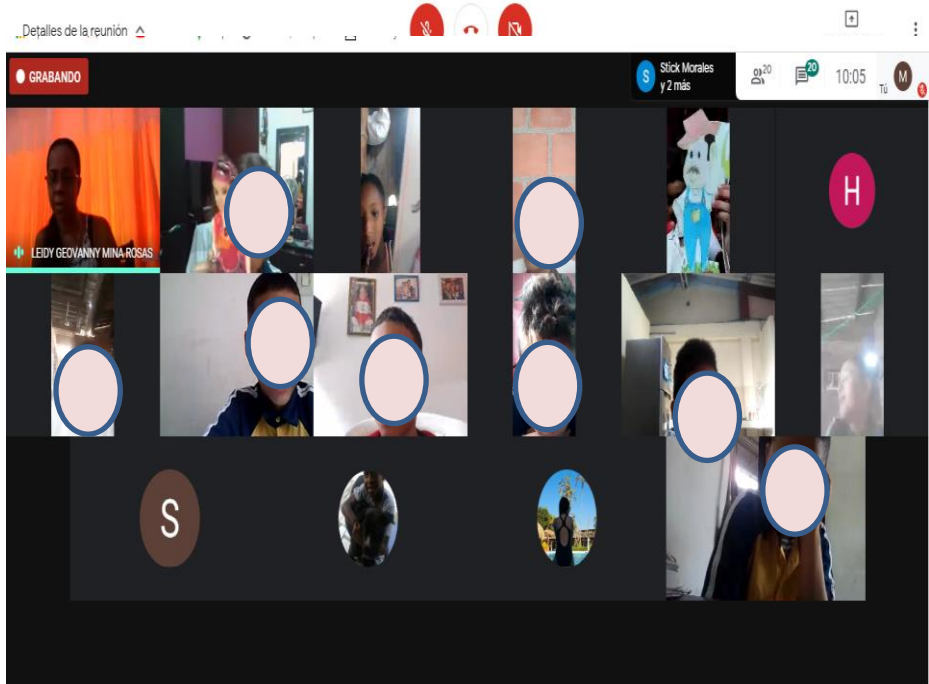 Detalles de la reunión
GRABANDO
S
Stick Morales
y 2 más
20
20
10:05
Tú
M
LEIDY GEOVANNY MINA ROSAS
H
S